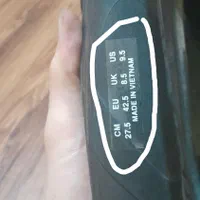 US UK EU CM
9.5 8.5 42.5 27.5
MADE IN VIETNAM